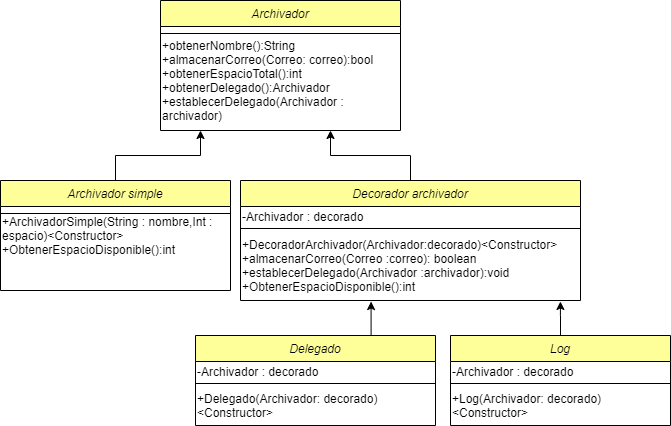 Archivador
+obtenerNombre():String
+almacenarCorreo(Correo: correo):bool
+obtenerEspacioTotal():int
+obtenerDelegado():Archivador
+establecerDelegado(Archivador :
archivador)
Archivador simple
+ArchivadorSimple(String : nombre,Int :
espacio)<Constructor>
+ObtenerEspacioDisponible():int
Decorador archivador
-Archivador : decorado
+DecoradorArchivador(Archivador:decorado)<Constructor>
+almacenarCorreo(Correo :correo): boolean
+establecerDelegado(Archivador :archivador):void
+ObtenerEspacioDisponible():int
Delegado
-Archivador : decorado
+Delegado(Archivador: decorado)
<Constructor>
Log
-Archivador : decorado
+Log(Archivador: decorado)
<Constructor>